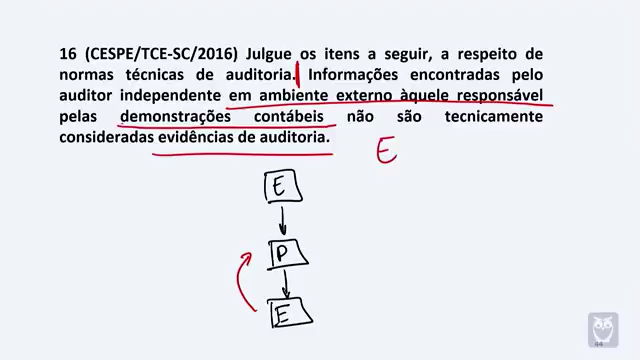 16 (CESPE/TCE-SC/2016) Julgue os itens a seguir, a respeito de
normas técnicas de auditoria. Informações encontradas pelo
auditor independente em ambiente externo àquele responsável
pelas demonstrações contábeis não são tecnicamente
consideradas evidências de auditoria.
E
E
P
E
44